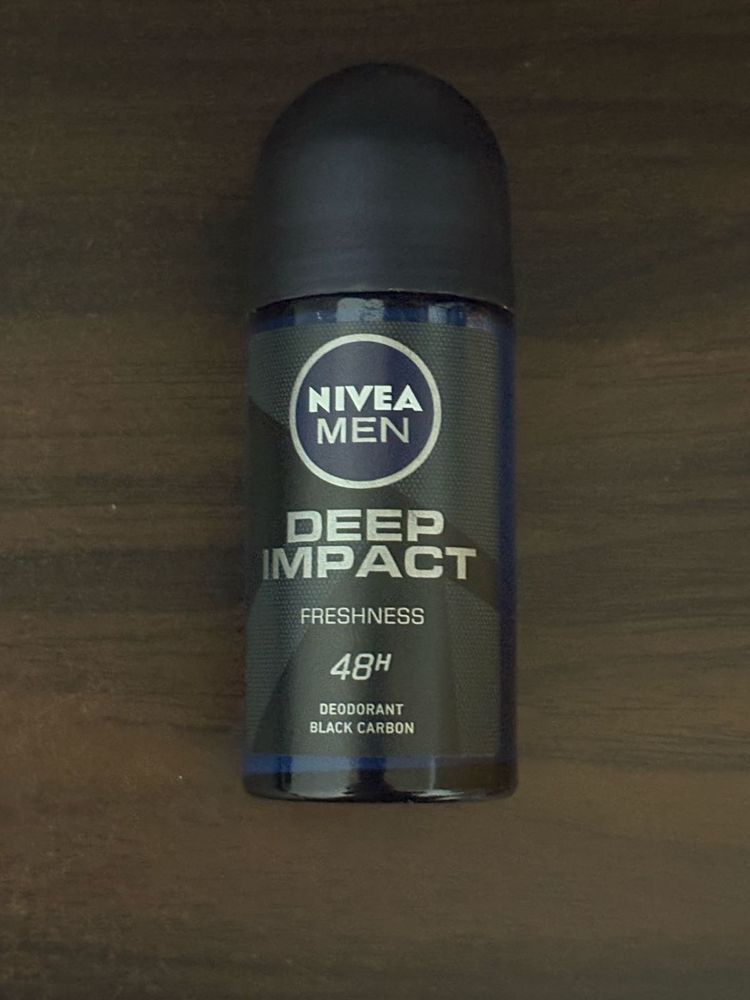 NIVEA
MEN
DEEP
IMPACT
FRESHNESS
48H
DEODORANT
BLACK CARBON